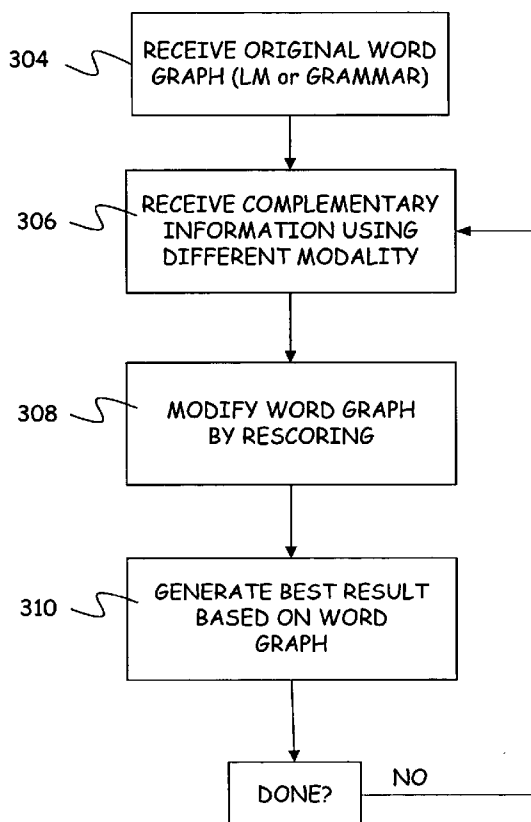 304
RECEIVE ORIGINAL WORD
GRAPH (LM or GRAMMAR)
306
RECEIVE COMPLEMENTARY
INFORMATION USING
DIFFERENT MODALITY
308
MODIFY WORD GRAPH
BY RESCORING
310
GENERATE BEST RESULT
BASED ON WORD
GRAPH
DONE?
NO